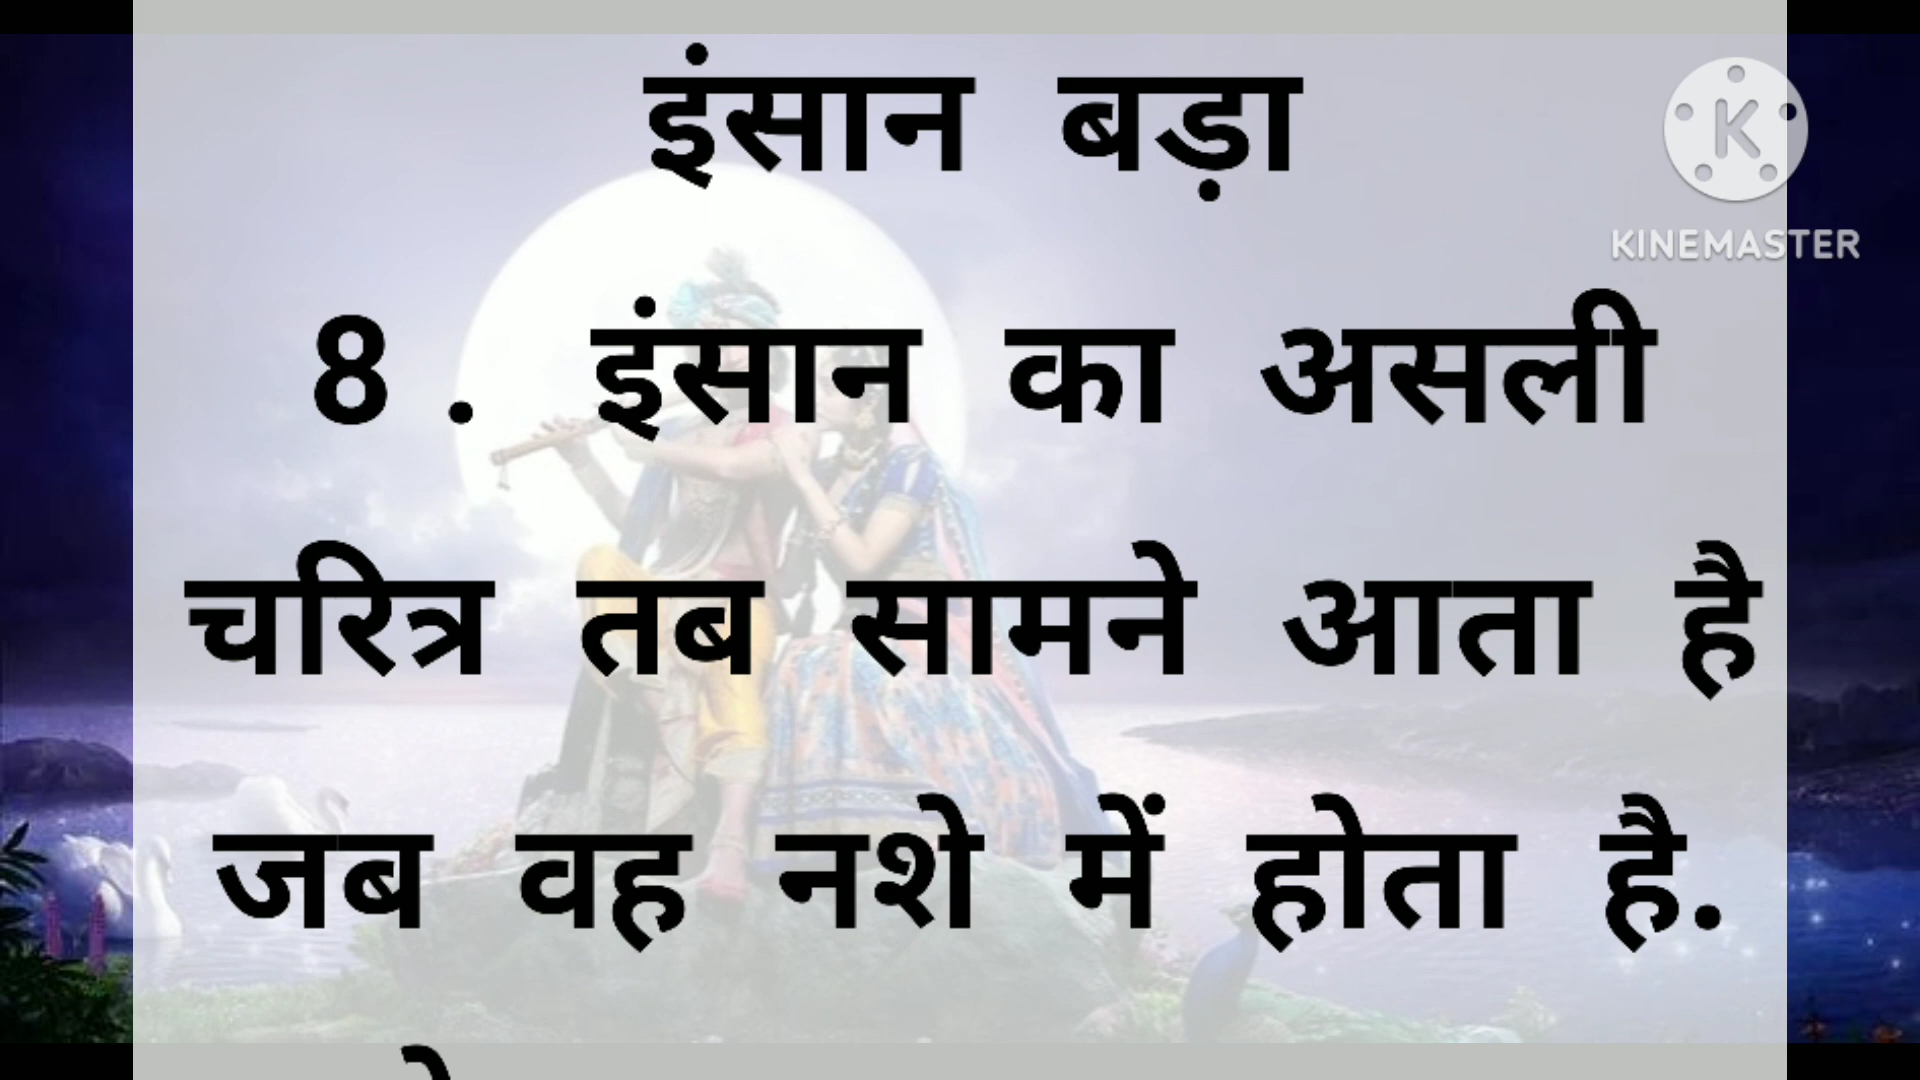 इंसान बड़ा
K
KINEMASTER
8 . इंसान का असली
चरित्र तब सामने आता है
जब वह नशे में होता है.